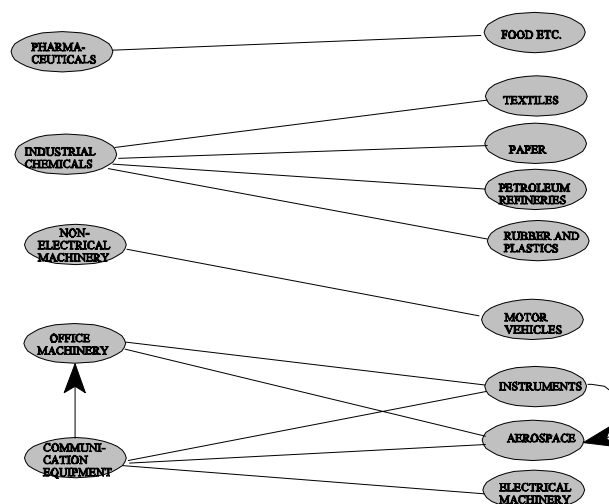 PHARMA-
CEUTICALS
FOOD ETC.
TEXTILES
INDUSTRIAL
CHEMICALS
PAPER
PETROLEUM
REFINERIES
RUBBER AND
PLASTICS
NON-
ELECTRICAL
MACHINERY
MOTOR
VEHICLES
OFFICE
MACHINERY
INSTRUMENTS
AEROSPACE
COMMUNI-
CATION
EQUIPMENT
ELECTRICAL
MACHINERY